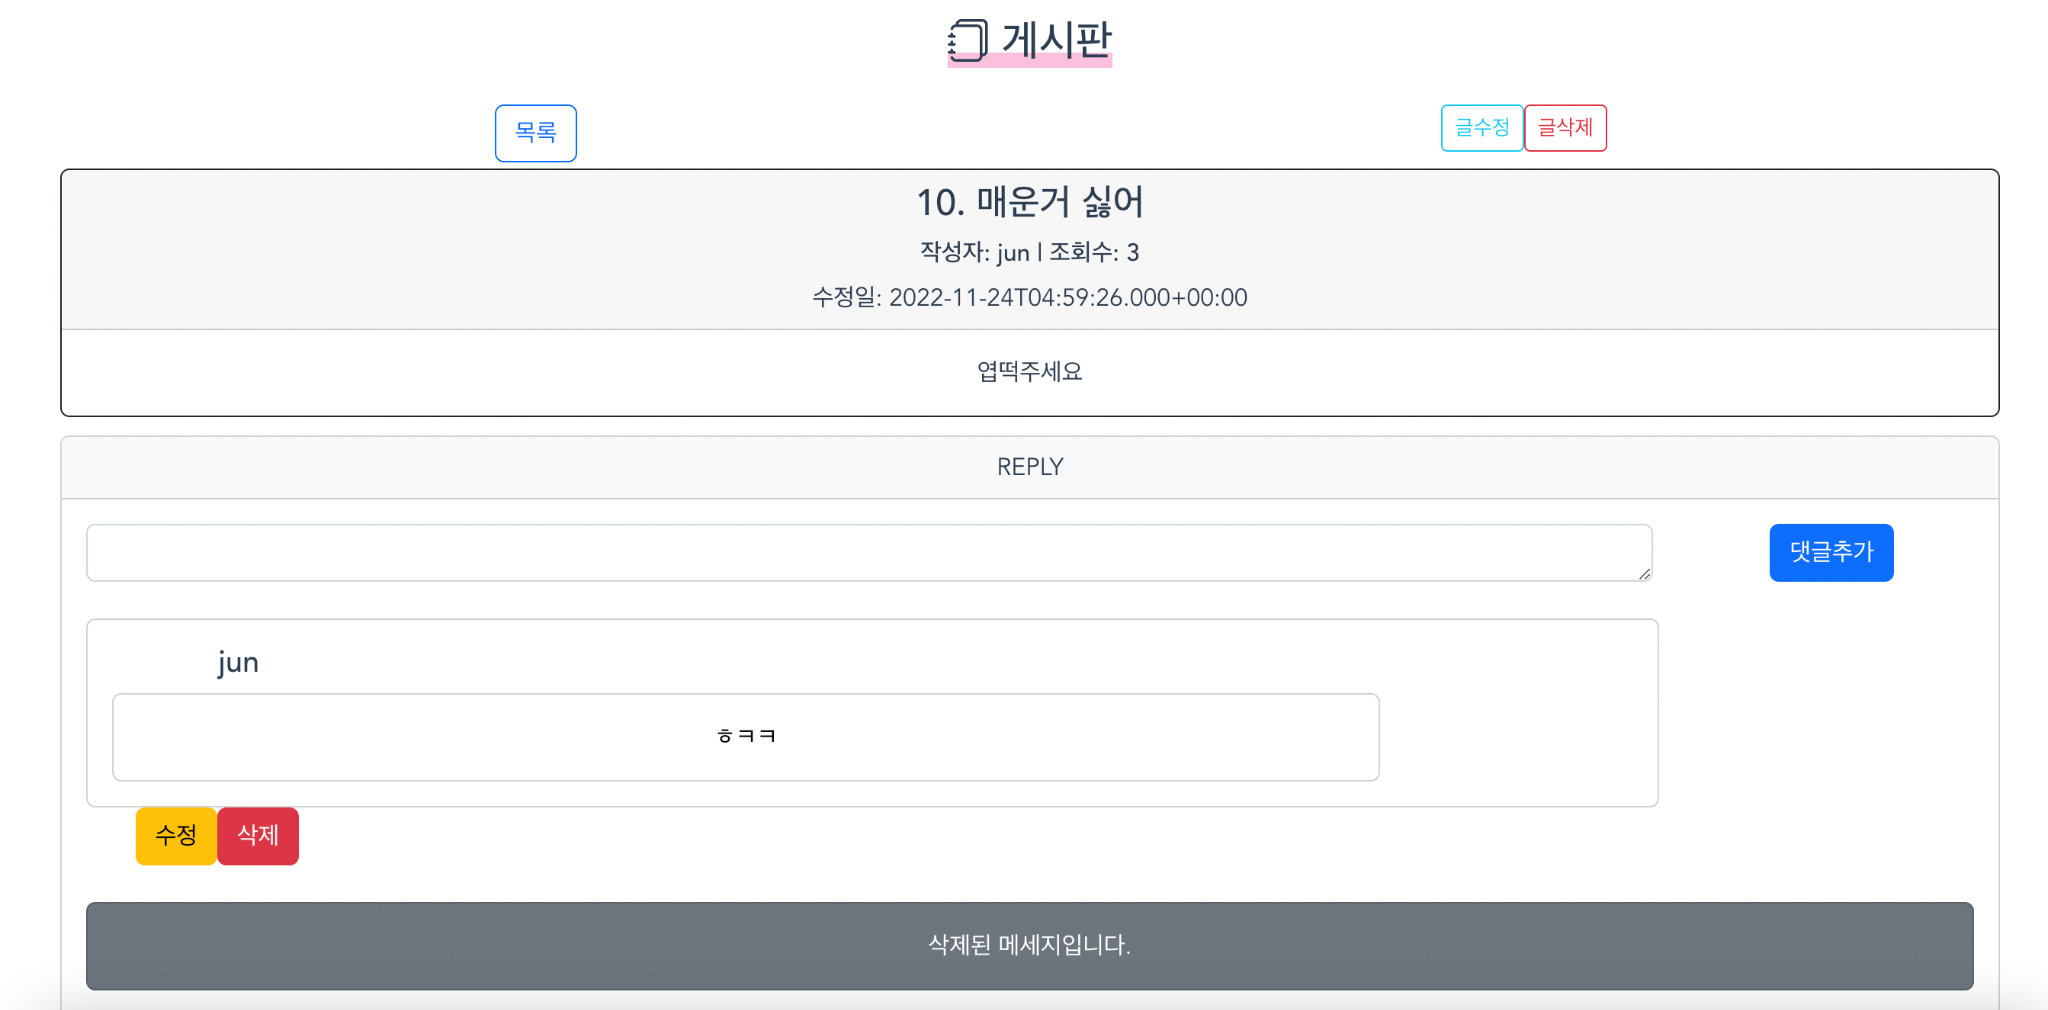 게시판
목록
글수정 글삭제
10. 매운거 싫어
작성자: jun | 조회수: 3
수정일: 2022-11-24T04:59:26.000+00:00
엽떡주세요
REPLY
댓글추가
jun
ㅎㅋㅋ
수정 삭제
삭제된 메세지입니다.